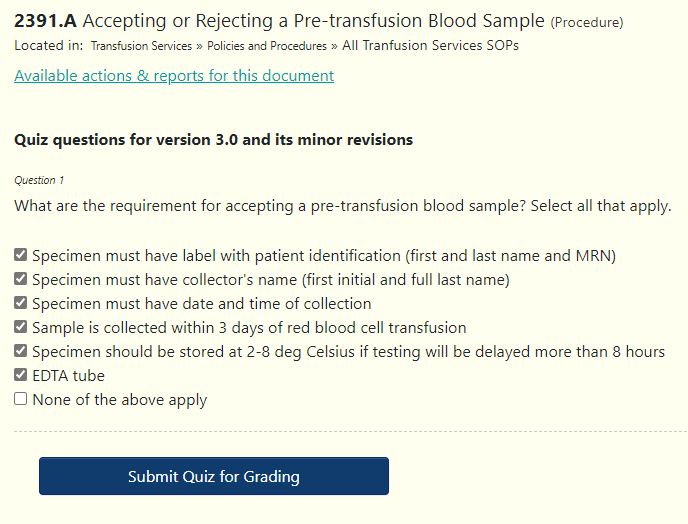 2391.A Accepting or Rejecting a Pre-transfusion Blood Sample (Procedure)
Located in: Transfusion Services » Policies and Procedures » All Tranfusion Services SOPs
Available actions & reports for this document
Quiz questions for version 3.0 and its minor revisions
Question 1
What are the requirement for accepting a pre-transfusion blood sample? Select all that apply.
Specimen must have label with patient identification (first and last name and MRN)
Specimen must have collector's name (first initial and full last name)
Specimen must have date and time of collection
Sample is collected within 3 days of red blood cell transfusion
Specimen should be stored at 2-8 deg Celsius if testing will be delayed more than 8 hours
EDTA tube
None of the above apply
Submit Quiz for Grading